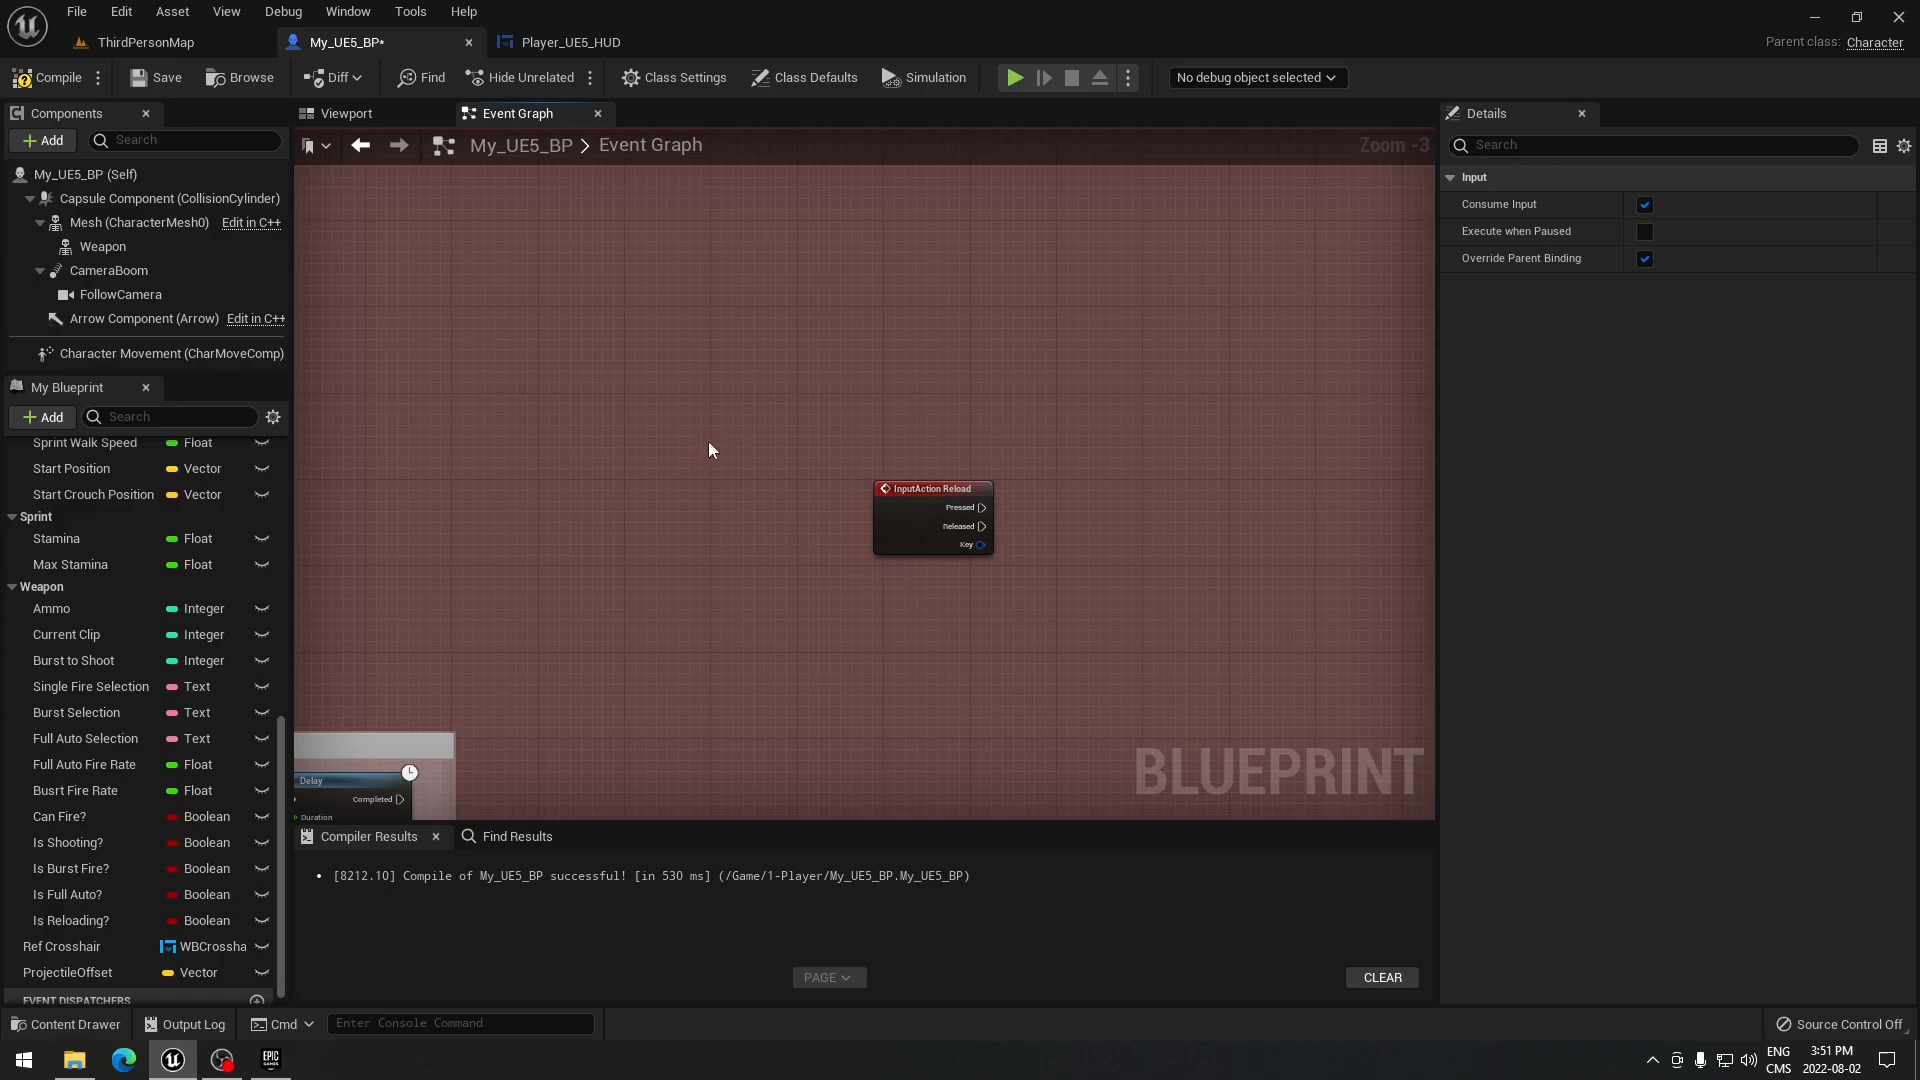 File Edit Asset View Debug Window Tools Help
ThirdPersonMap My_UE5_BP* Player_UE5_HUD Parent class: Character
Compile Save Browse Diff Find Hide Unrelated Class Settings Class Defaults Simulation No debug object selected
Components
Add Search
My_UE5_BP (Self)
Capsule Component (CollisionCylinder)
Mesh (CharacterMesh0) Edit in C++
Weapon
CameraBoom
FollowCamera
Arrow Component (Arrow) Edit in C++
Character Movement (CharMoveComp)
My Blueprint
Add Search
Sprint Walk Speed Float
Start Position Vector
Start Crouch Position Vector
Sprint
Stamina Float
Max Stamina Float
Weapon
Ammo Integer
Current Clip Integer
Burst to Shoot Integer
Single Fire Selection Text
Burst Selection Text
Full Auto Selection Text
Full Auto Fire Rate Float
Busrt Fire Rate Float
Can Fire? Boolean
Is Shooting? Boolean
Is Burst Fire? Boolean
Is Full Auto? Boolean
Is Reloading? Boolean
Ref Crosshair WBCrossha
ProjectileOffset Vector
EVENT DISPATCHERS
Viewport Event Graph
My_UE5_BP > Event Graph Zoom -3
InputAction Reload
Pressed
Released
Key
Delay
Completed
Duration
BLUEPRINT
Compiler Results Find Results
• [8212.10] Compile of My_UE5_BP successful! [in 530 ms] (/Game/1-Player/My_UE5_BP.My_UE5_BP)
PAGE CLEAR
Details
Search
Input
Consume Input
Execute when Paused
Override Parent Binding
Content Drawer Output Log Cmd Enter Console Command Source Control Off
EPIC GAMES
ENG CMS
3:51 PM
2022-08-02